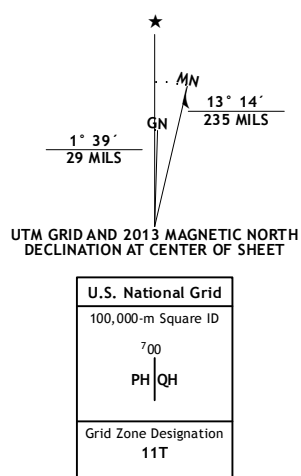 MN
GN
13° 14´
235 MILS
1° 39´
29 MILS
UTM GRID AND 2013 MAGNETIC NORTH
DECLINATION AT CENTER OF SHEET
U.S. National Grid
100,000-m Square ID
⁷00
PH QH
Grid Zone Designation
11T